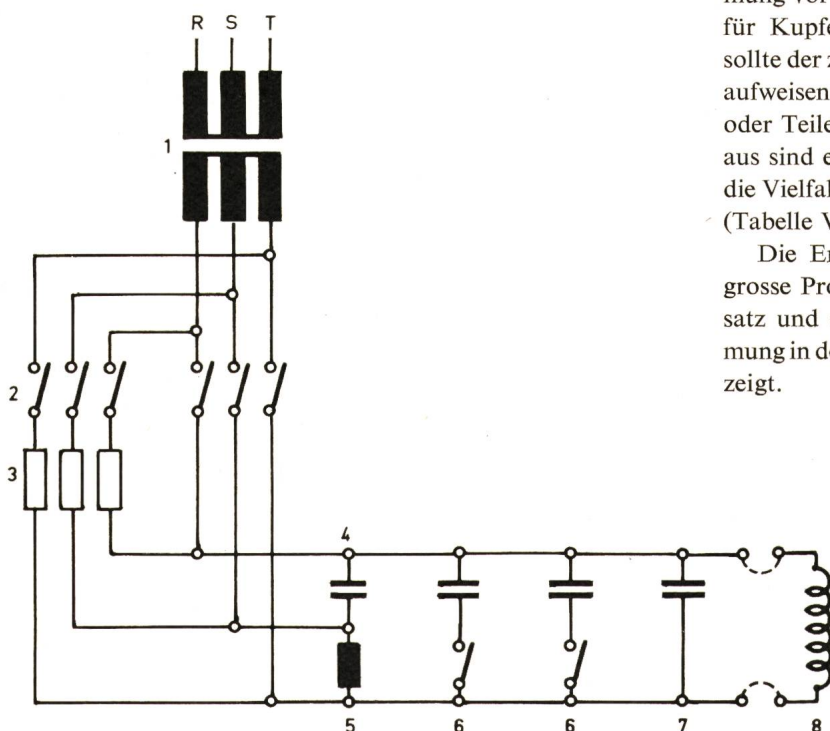 R S T
1
2
3
4
5 6 6 7 8
für Kupfe
sollte der
aufweisen
oder Teile
aus sind e
die Vielfal
(Tabelle V
Die Er
grosse Pro
satz und
mung in de
zeigt.